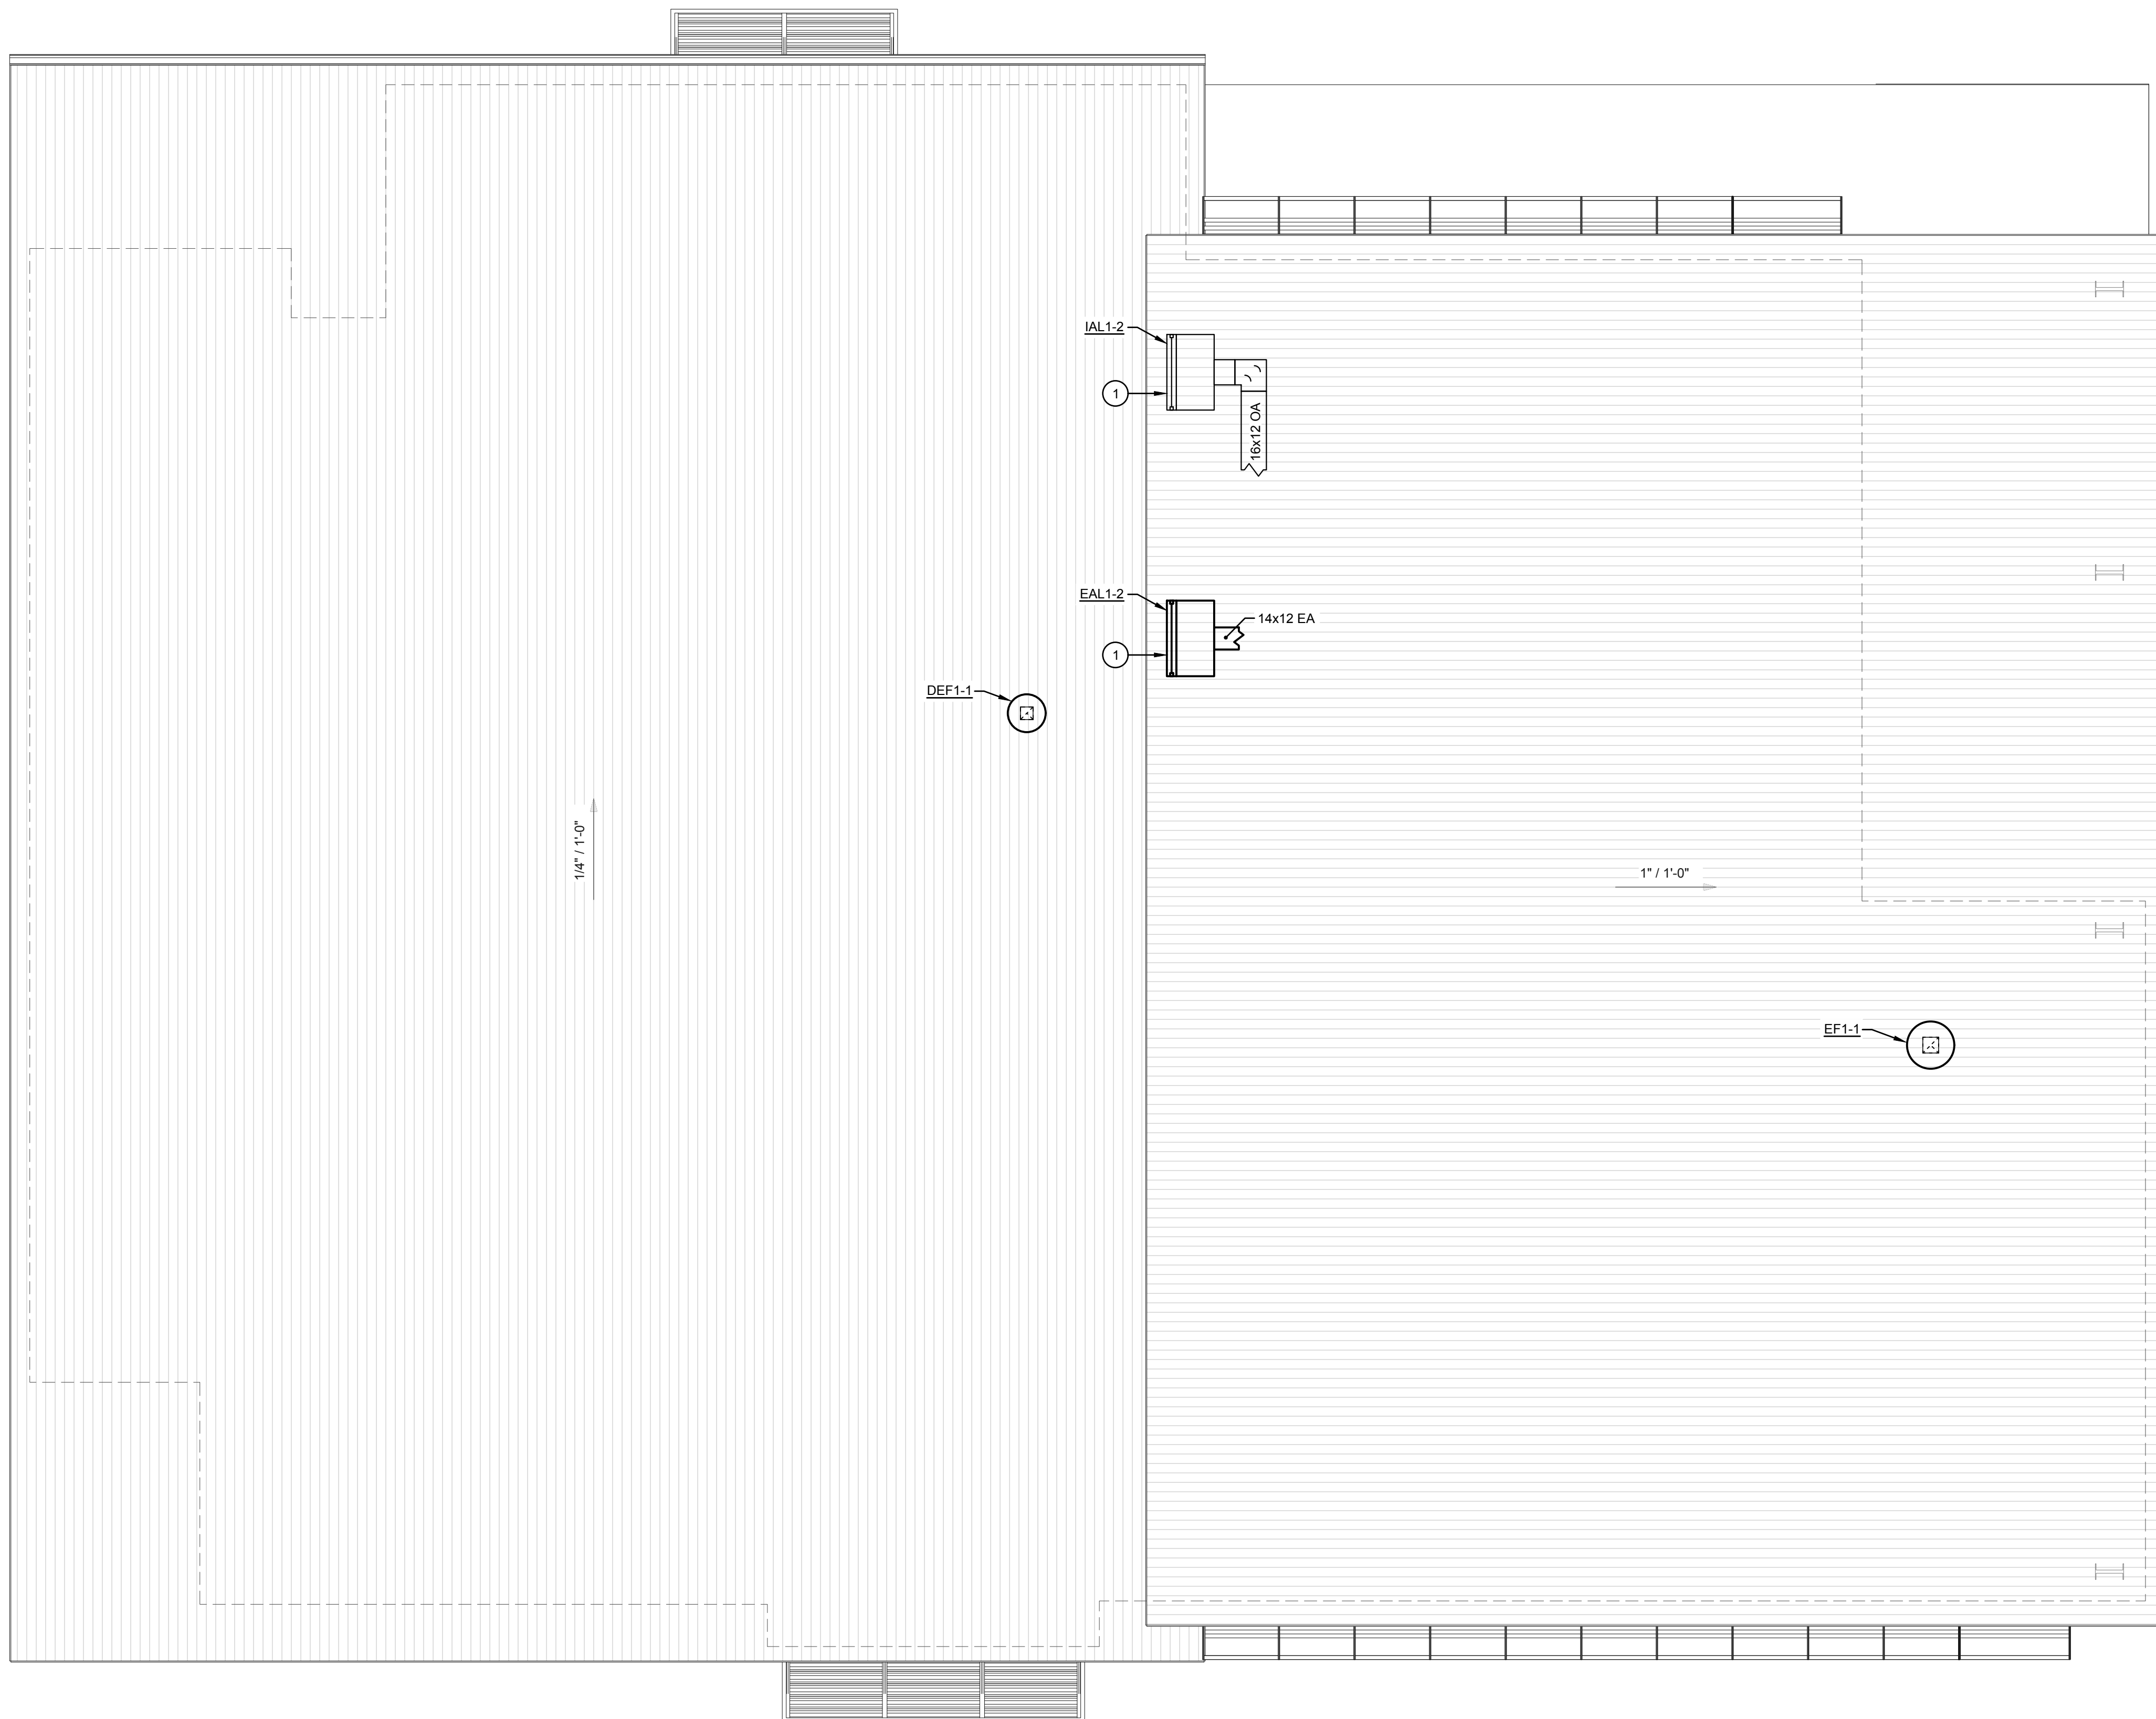 IAL1-2
1
16x12 OA
EAL1-2
14x12 EA
1
DEF1-1
1/4" / 1'-0"
1" / 1'-0"
EF1-1